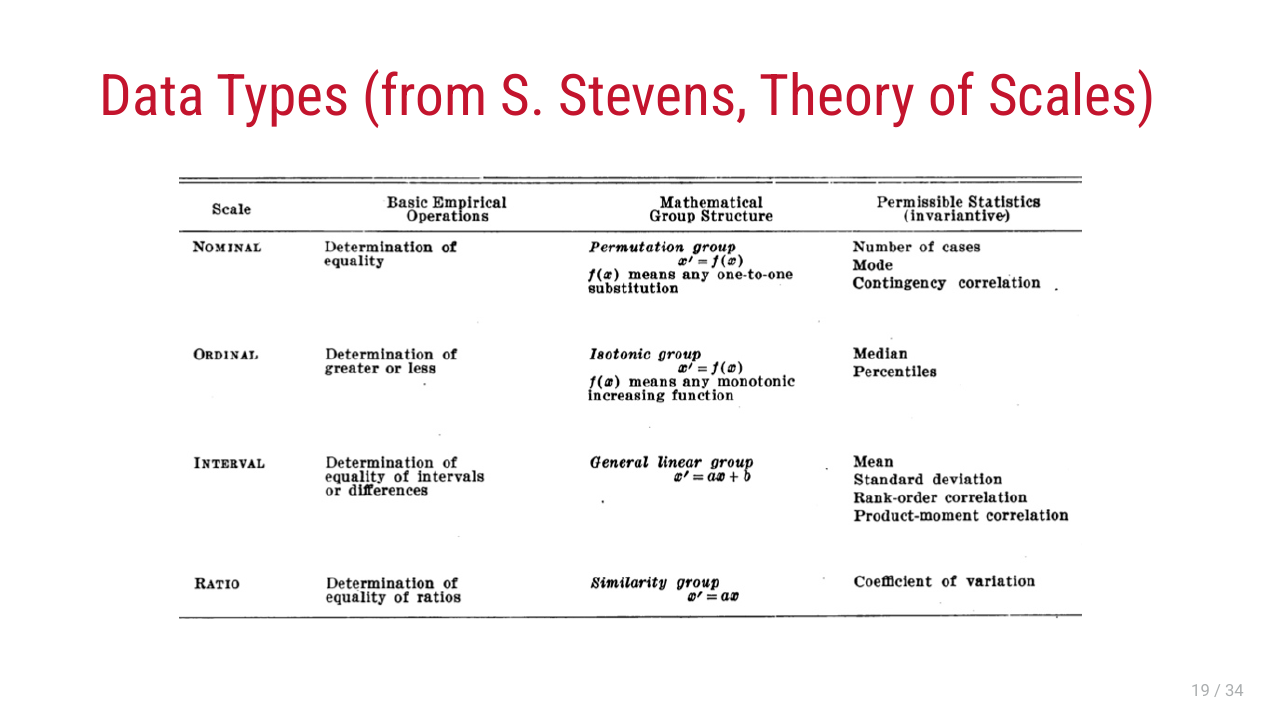 Data Types (from S. Stevens, Theory of Scales)
Scale
Basic Empirical
Operations
Mathematical
Group Structure
Permissible Statistics
(invariantive)
NOMINAL
Determination of
equality
Permutation group
x′ = f(x)
f(x) means any one-to-one
substitution
Number of cases
Mode
Contingency correlation
ORDINAL
Determination of
greater or less
Isotonic group
x′ = f(x)
f(x) means any monotonic
increasing function
Median
Percentiles
INTERVAL
Determination of
equality of intervals
or differences
General linear group
x′ = ax + b
Mean
Standard deviation
Rank-order correlation
Product-moment correlation
RATIO
Determination of
equality of ratios
Similarity group
x′ = ax
Coefficient of variation
19 / 34